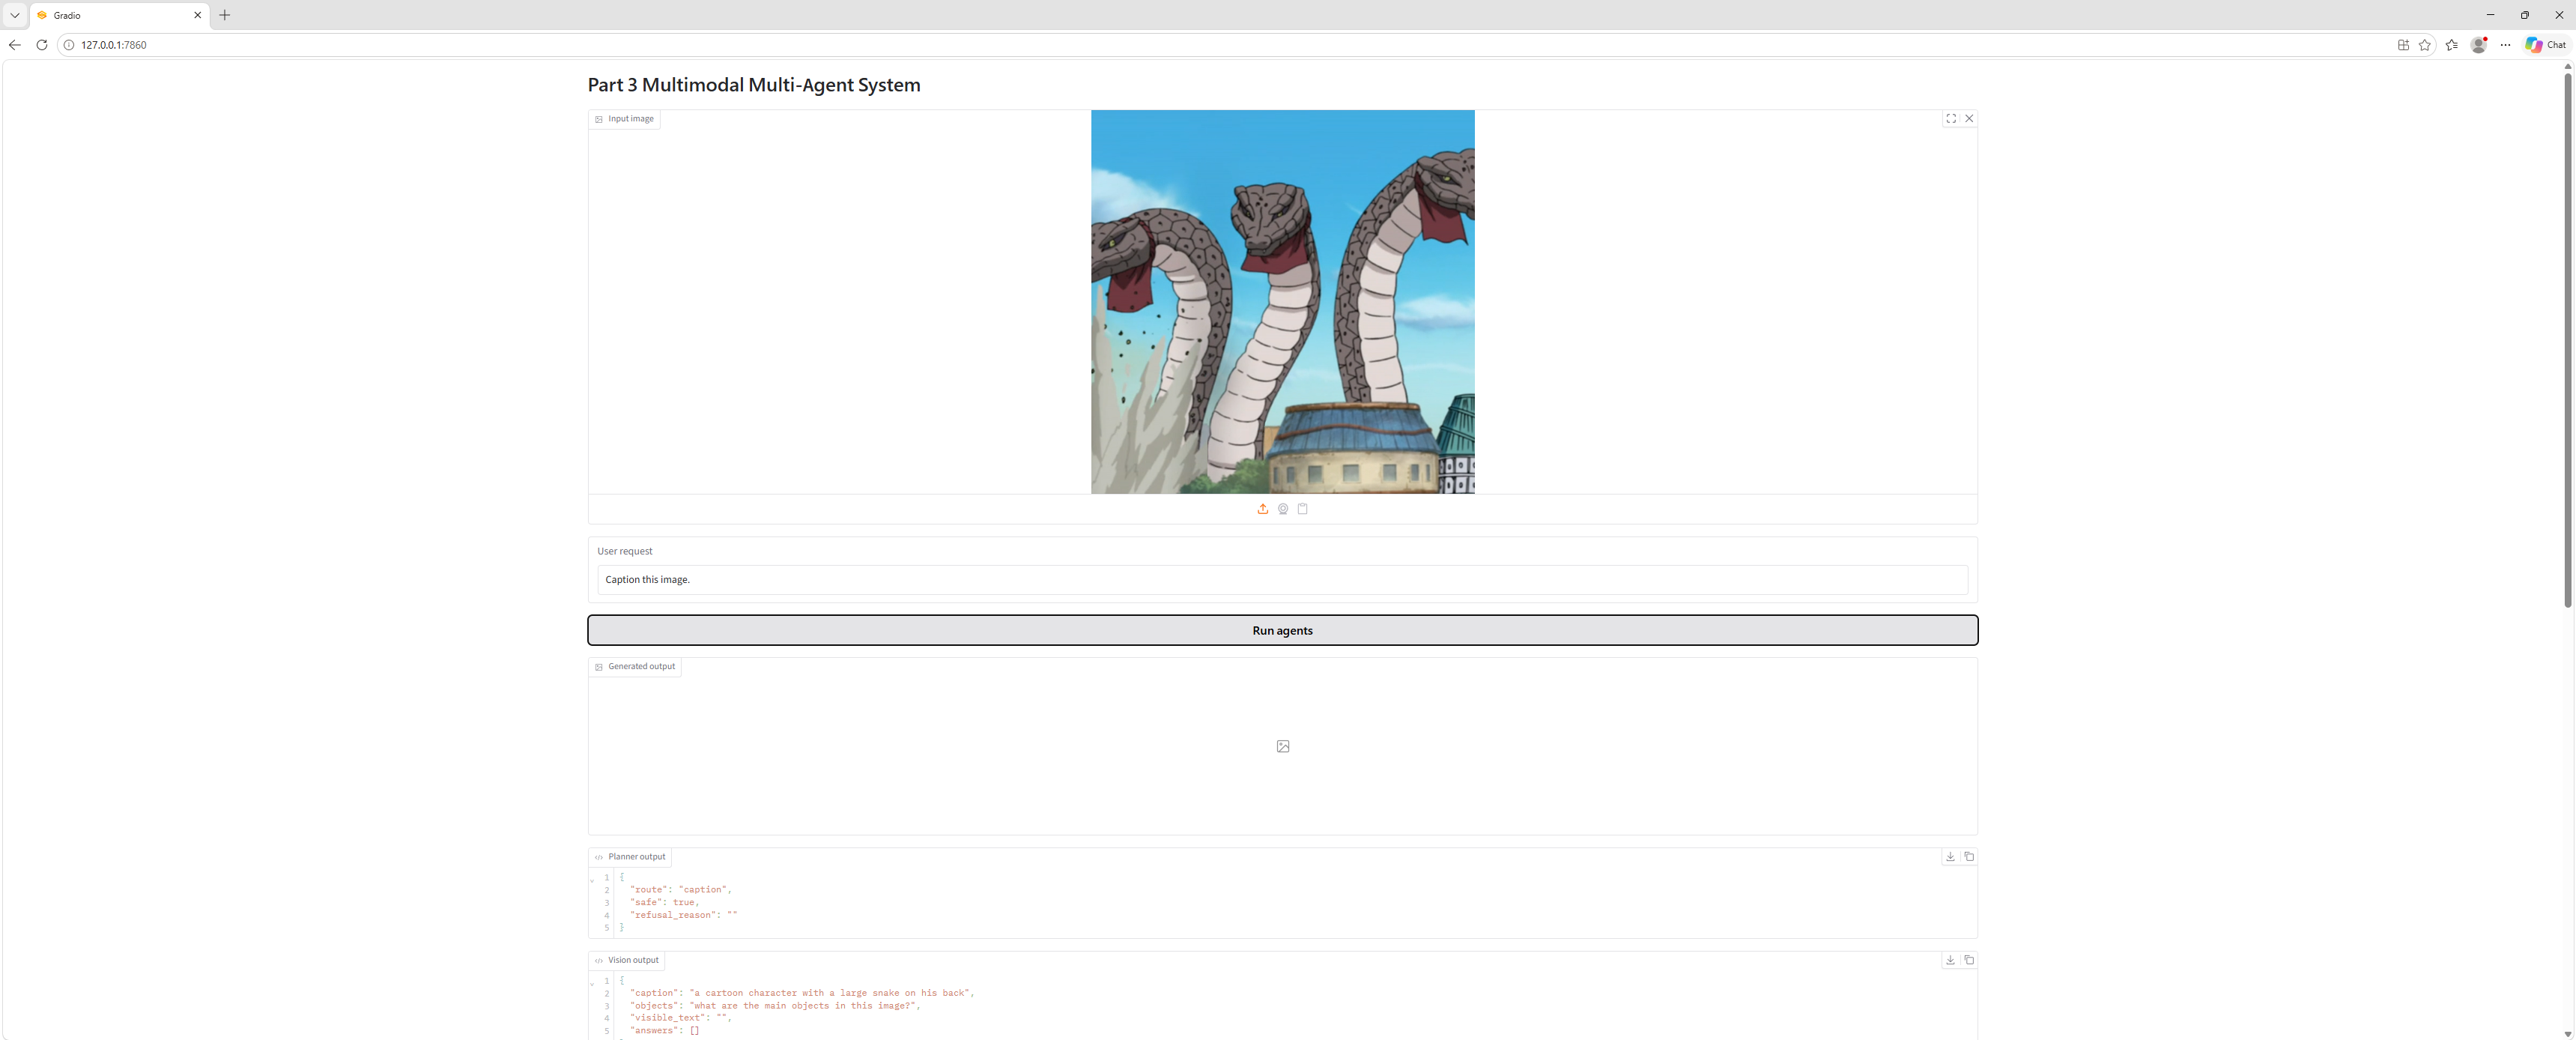 Gradio
127.0.0.1:7860
Chat
Part 3 Multimodal Multi-Agent System
Input image
User request
Caption this image.
Run agents
Generated output
Planner output
1 {
2 "route": "caption",
3 "safe": true,
4 "refusal_reason": ""
5 }
Vision output
1 {
2 "caption": "a cartoon character with a large snake on his back",
3 "objects": "what are the main objects in this image?",
4 "visible_text": "",
5 "answers": []